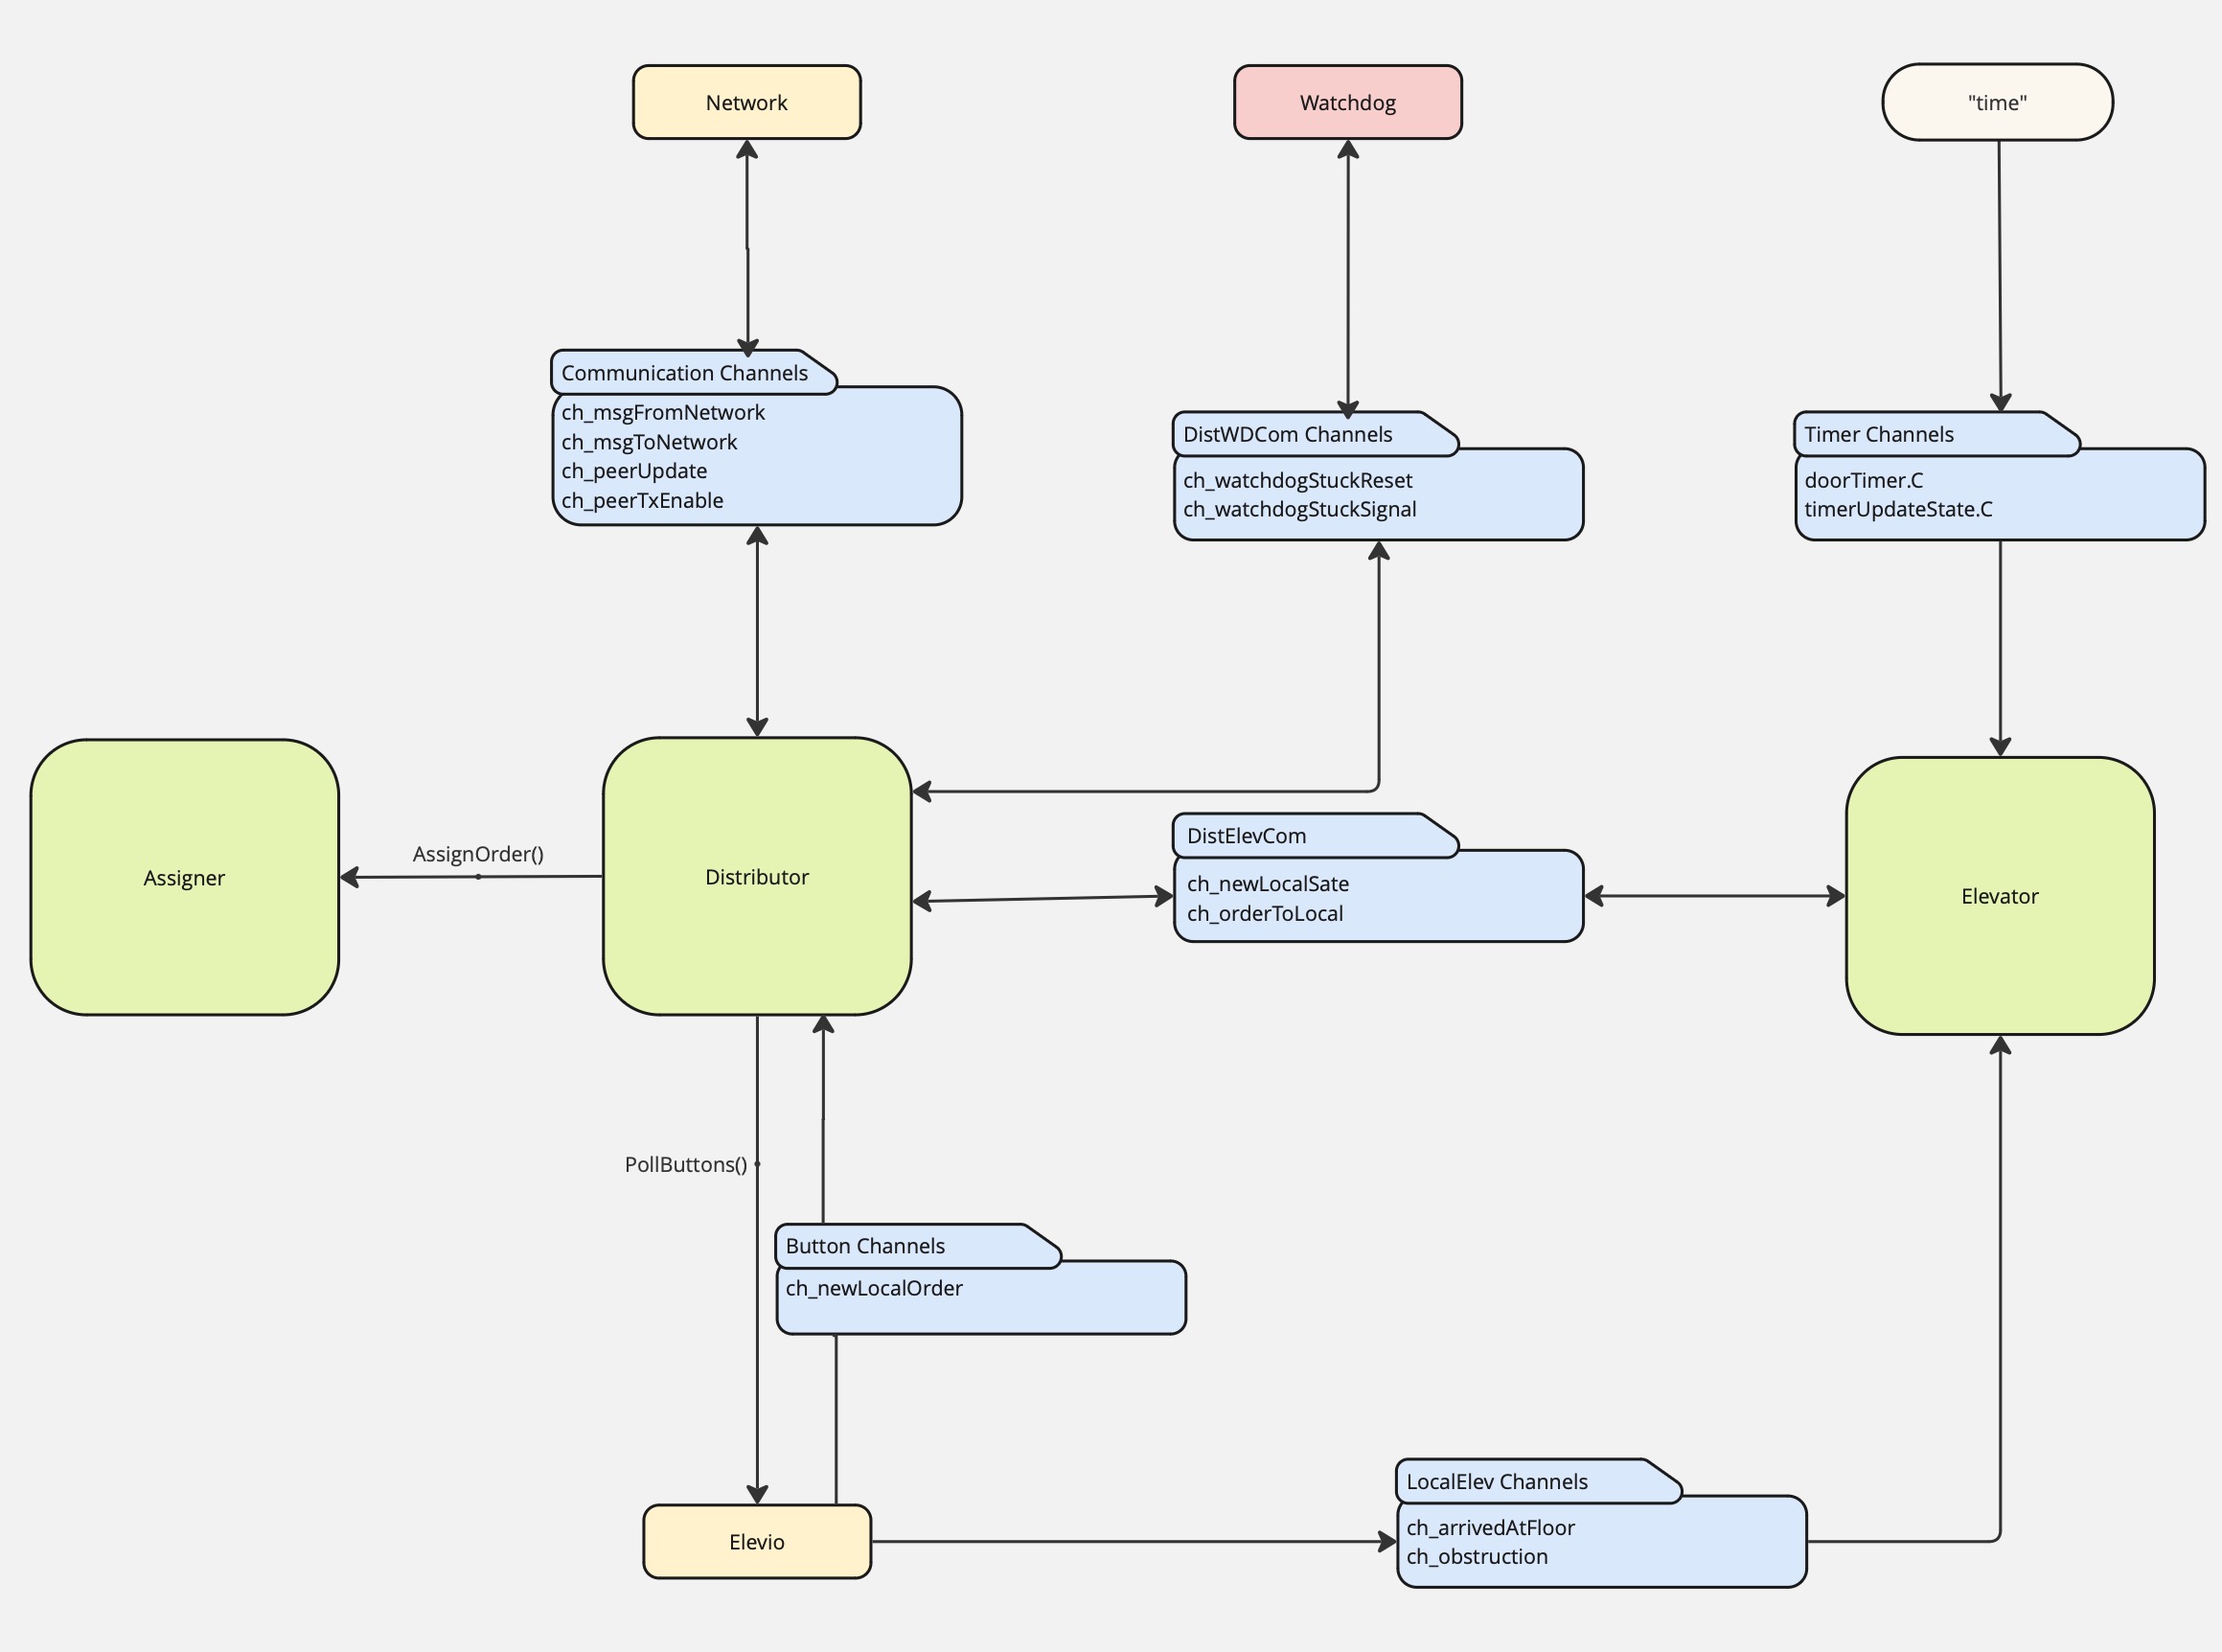 Network
Watchdog
"time"
Communication Channels
ch_msgFromNetwork
ch_msgToNetwork
ch_peerUpdate
ch_peerTxEnable
DistWDCom Channels
ch_watchdogStuckReset
ch_watchdogStuckSignal
Timer Channels
doorTimer.C
timerUpdateState.C
Assigner
AssignOrder()
Distributor
DistElevCom
ch_newLocalSate
ch_orderToLocal
Elevator
PollButtons()
Button Channels
ch_newLocalOrder
Elevio
LocalElev Channels
ch_arrivedAtFloor
ch_obstruction